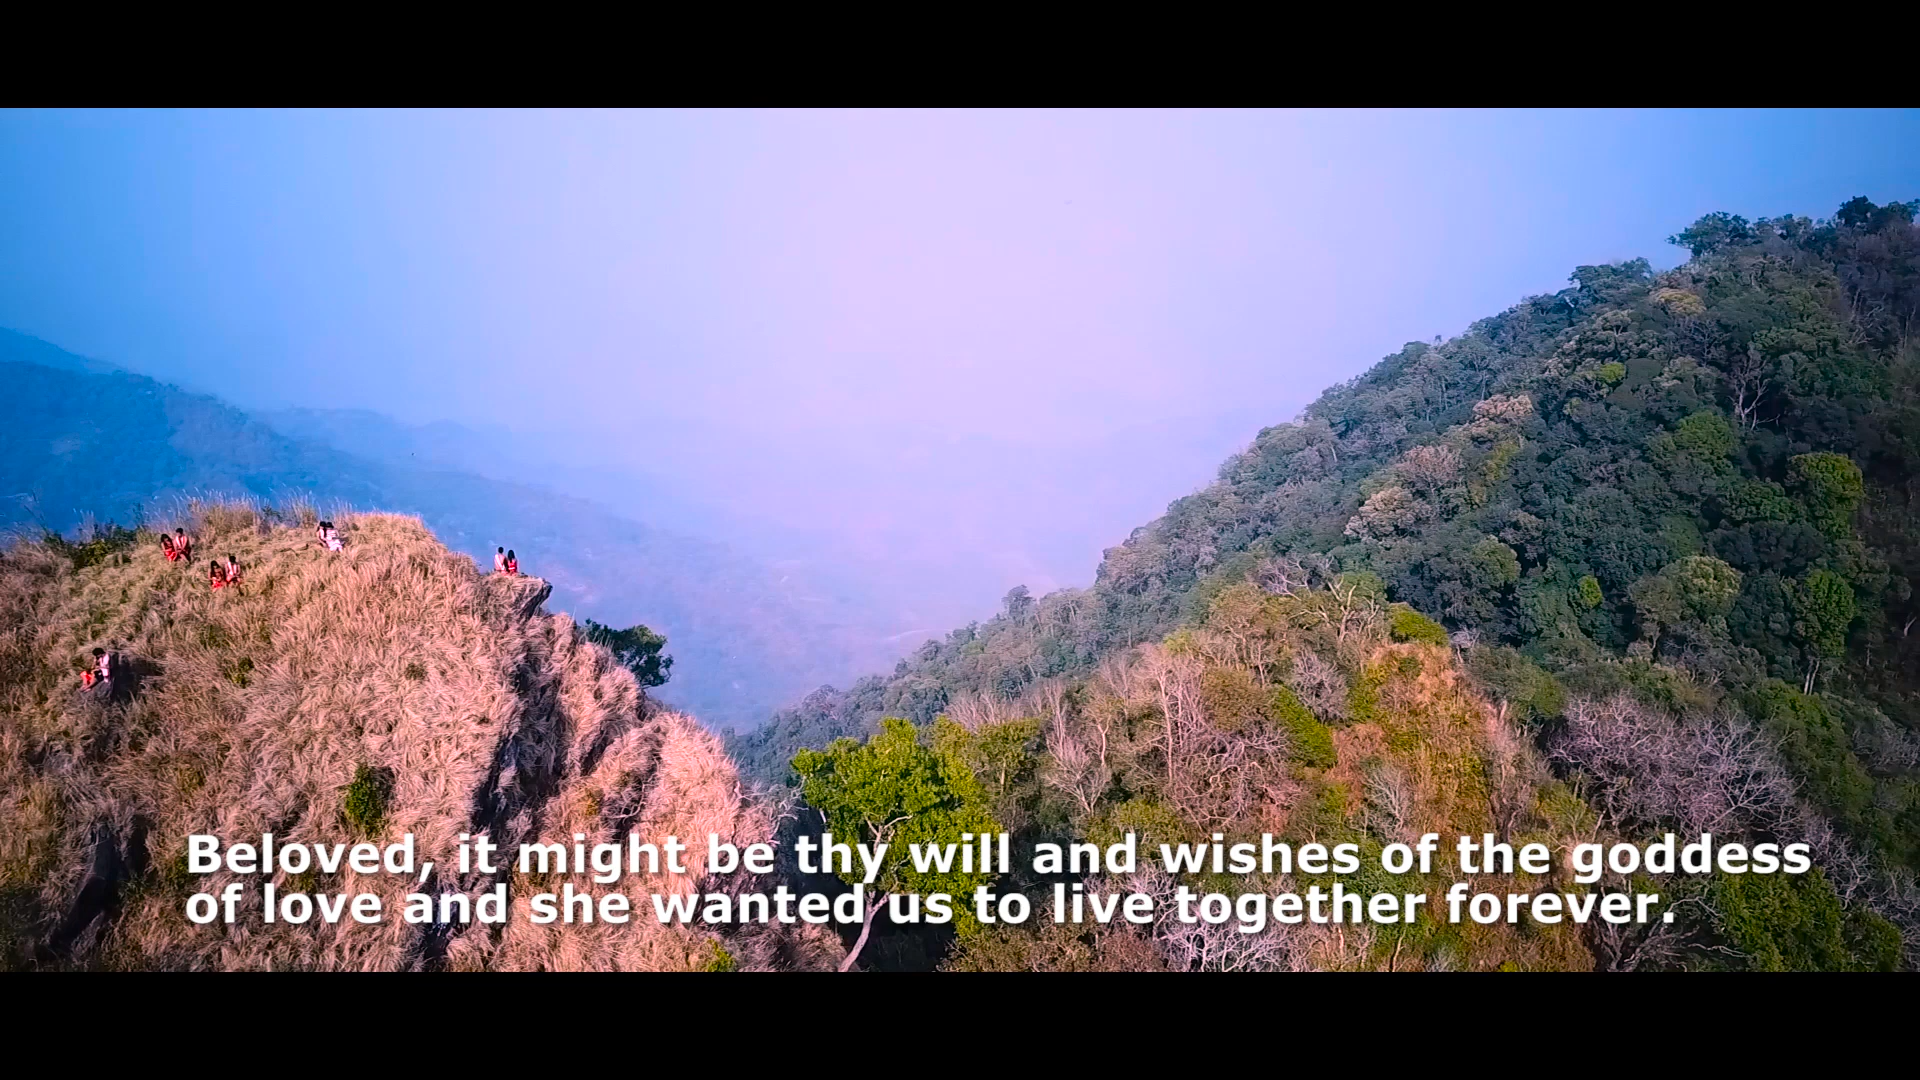 Beloved, it might be thy will and wishes of the goddess
of love and she wanted us to live together forever.